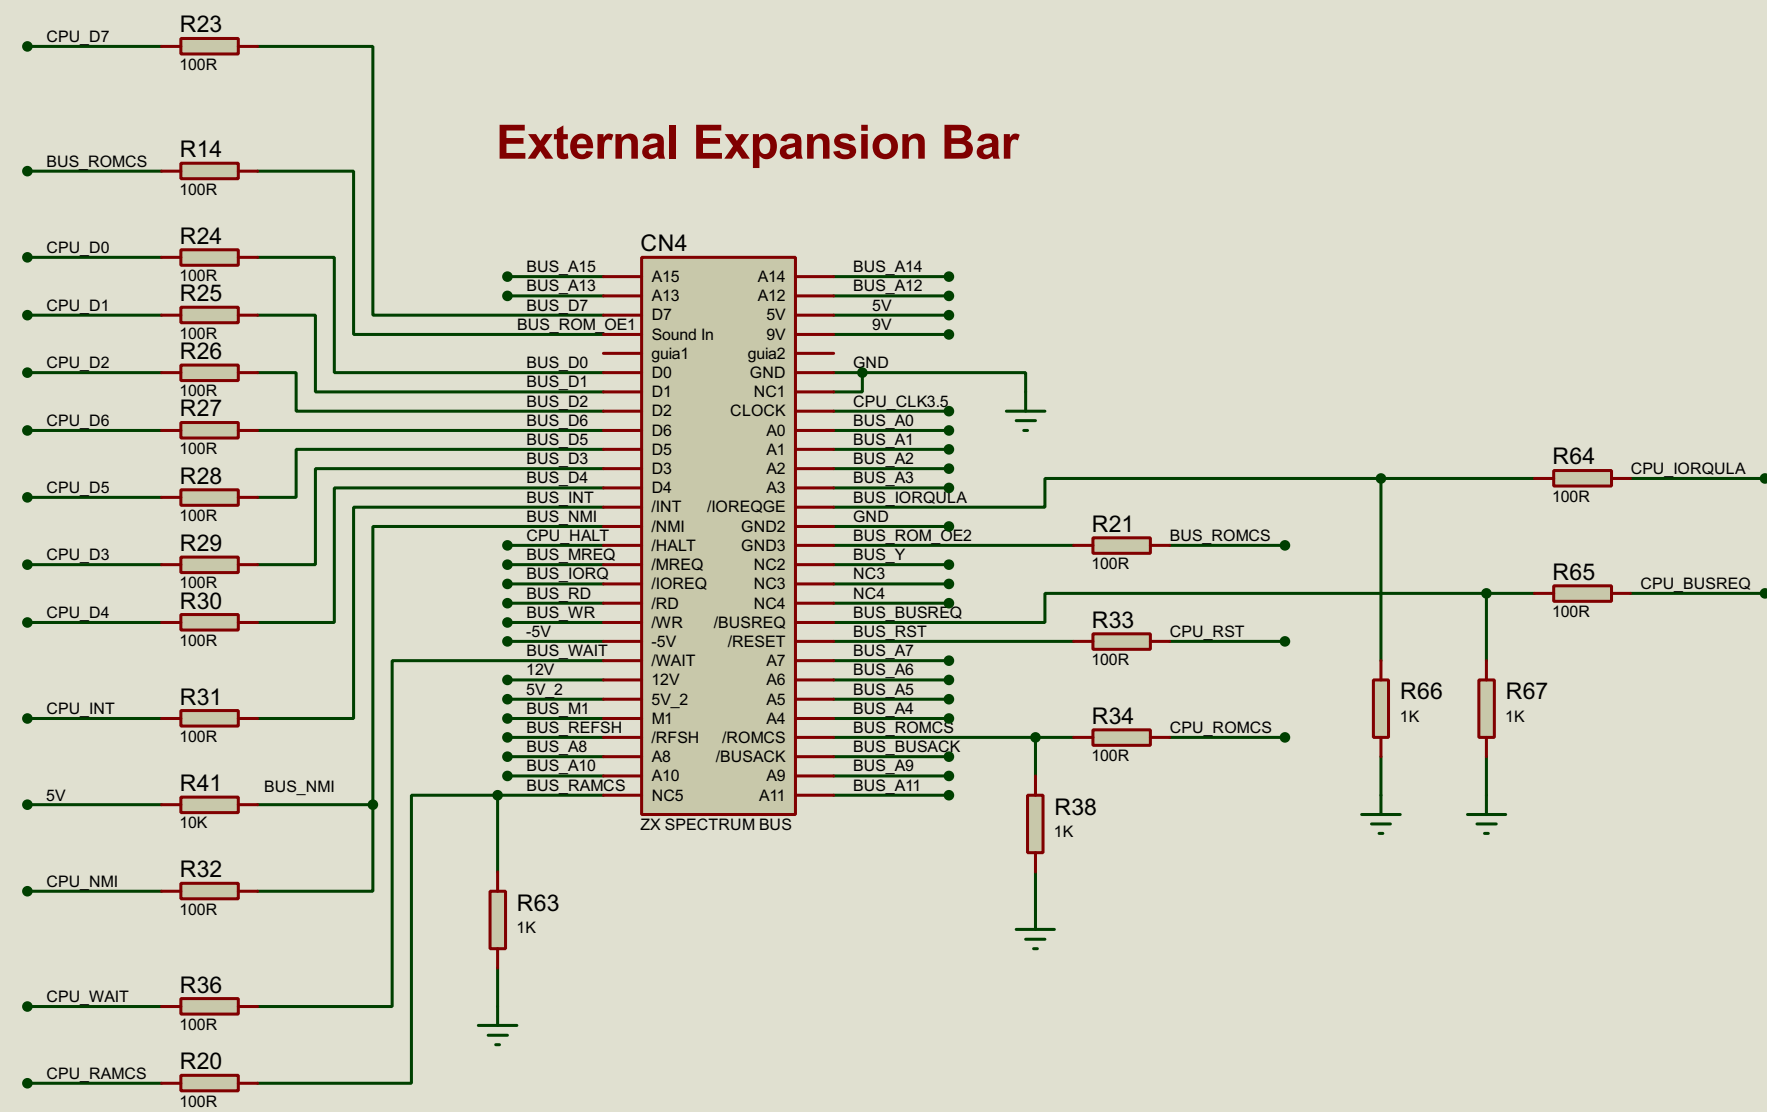 External Expansion Bar
CPU_D7
R23
100R
BUS_ROMCS
R14
100R
CPU_D0
R24
100R
CPU_D1
R25
100R
CPU_D2
R26
100R
CPU_D6
R27
100R
CPU_D5
R28
100R
CPU_D3
R29
100R
CPU_D4
R30
100R
CPU_INT
R31
100R
5V
R41
10K
BUS_NMI
CPU_NMI
R32
100R
CPU_WAIT
R36
100R
CPU_RAMCS
R20
100R
R63
1K
CN4
BUS_A15 A15 A14 BUS_A14
BUS_A13 A13 A12 BUS_A12
BUS_D7 D7 5V 5V
BUS_ROM_OE1 Sound In 9V 9V
guia1 guia2
BUS_D0 D0 GND GND
BUS_D1 D1 NC1
BUS_D2 D2 CLOCK CPU_CLK3.5
BUS_D6 D6 A0 BUS_A0
BUS_D5 D5 A1 BUS_A1
BUS_D3 D3 A2 BUS_A2
BUS_D4 D4 A3 BUS_A3
BUS_INT /INT /IOREQGE BUS_IORQULA
BUS_NMI /NMI GND2 GND
CPU_HALT /HALT GND3 BUS_ROM_OE2
BUS_MREQ /MREQ NC2 BUS_Y
BUS_IORQ /IOREQ NC3 NC3
BUS_RD /RD NC4 NC4
BUS_WR /WR /BUSREQ BUS_BUSREQ
-5V -5V /RESET BUS_RST
BUS_WAIT /WAIT A7 BUS_A7
12V 12V A6 BUS_A6
5V_2 5V_2 A5 BUS_A5
BUS_M1 M1 A4 BUS_A4
BUS_REFSH /RFSH /ROMCS BUS_ROMCS
BUS_A8 A8 /BUSACK BUS_BUSACK
BUS_A10 A10 A9 BUS_A9
BUS_RAMCS NC5 A11 BUS_A11
ZX SPECTRUM BUS
R21
100R
BUS_ROMCS
R33
100R
CPU_RST
R34
100R
CPU_ROMCS
R38
1K
R64
100R
CPU_IORQULA
R65
100R
CPU_BUSREQ
R66
1K
R67
1K